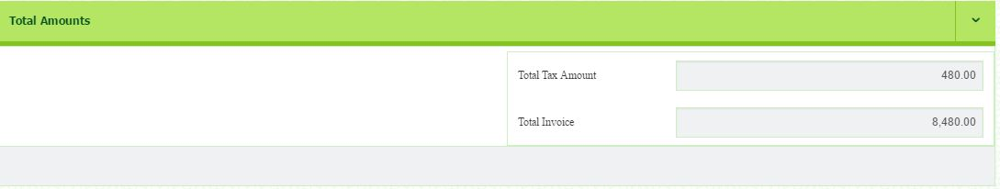 Total Amounts
Total Tax Amount 480.00
Total Invoice 8,480.00